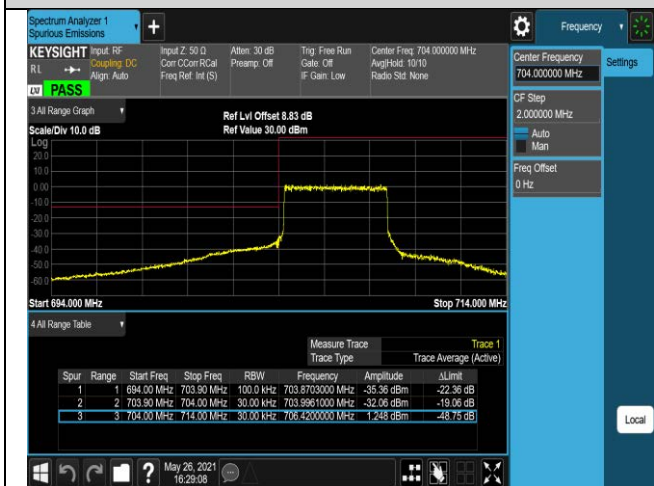 Spectrum Analyzer 1
Spurious Emissions
Frequency
KEYSIGHT
RL
Input: RF
Coupling: DC
Align: Auto
Input Z: 50 Ω
Corr CCorr RCal
Freq Ref: Int (S)
Atten: 30 dB
Preamp: Off
Trig: Free Run
Gate: Off
IF Gain: Low
Center Freq: 704.000000 MHz
Avg|Hold: 10/10
Radio Std: None
PASS
3 All Range Graph
Scale/Div 10.0 dB
Ref Lvl Offset 8.83 dB
Ref Value 30.00 dBm
Log
20.0
10.0
0.00
-10.0
-20.0
-30.0
-40.0
-50.0
-60.0
Start 694.000 MHz
Stop 714.000 MHz
4 All Range Table
Measure Trace Trace 1
Trace Type Trace Average (Active)
Spur Range Start Freq Stop Freq RBW Frequency Amplitude ΔLimit
1 1 694.00 MHz 703.90 MHz 100.0 kHz 703.8703000 MHz -35.36 dBm -22.36 dB
2 2 703.90 MHz 704.00 MHz 30.00 kHz 703.9961000 MHz -32.06 dBm -19.06 dB
3 3 704.00 MHz 714.00 MHz 30.00 kHz 706.4200000 MHz 1.248 dBm -48.75 dB
Center Frequency
704.000000 MHz
Settings
CF Step
2.000000 MHz
Auto
Man
Freq Offset
0 Hz
Local
?
May 26, 2021
16:29:08